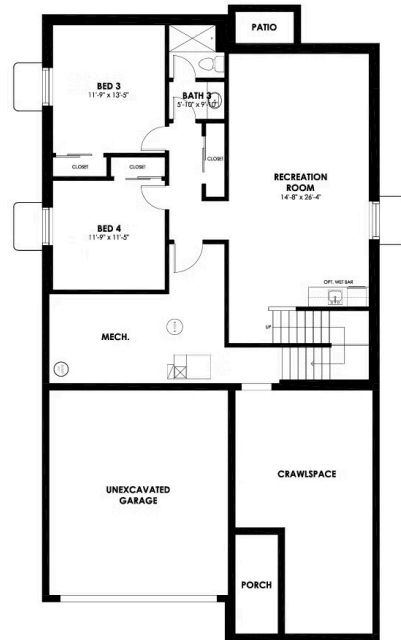 PATIO
BED 3
11'-9" x 13'-5"
BATH 3
5'-10" x 9'-10"
CLOSET
CLOSET
CLOSET
RECREATION
ROOM
14'-8" x 26'-4"
BED 4
11'-9" x 11'-5"
OPT. WET BAR
UP
MECH.
UNEXCAVATED
GARAGE
CRAWLSPACE
PORCH